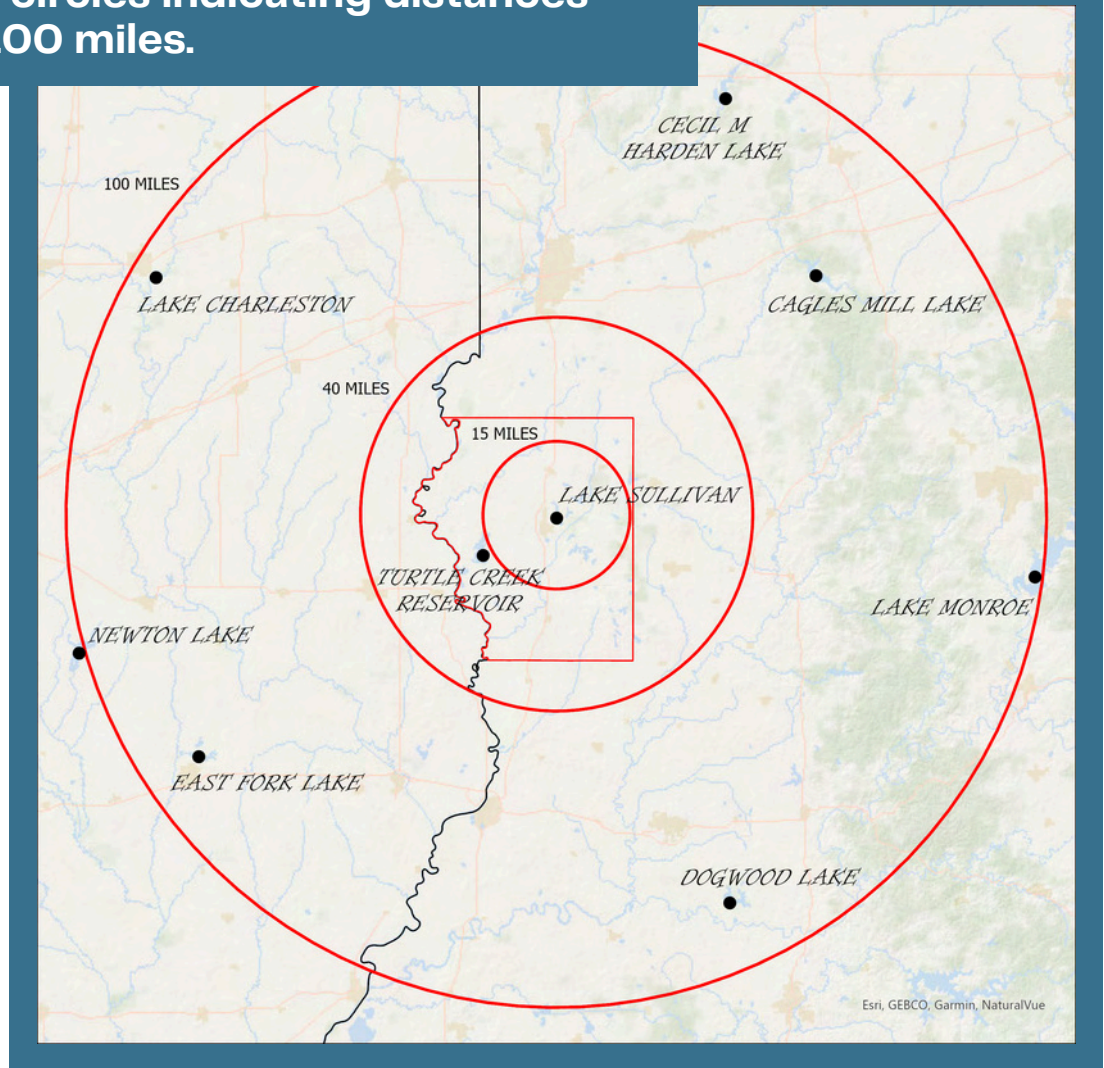 circles indicating distances
100 miles.
CECIL M
HARDEN LAKE
100 MILES
LAKE CHARLESTON
CAGLES MILL LAKE
40 MILES
15 MILES
LAKE SULLIVAN
TURTLE CREEK
RESERVOIR
LAKE MONROE
NEWTON LAKE
EAST FORK LAKE
DOGWOOD LAKE
Esri, GEBCO, Garmin, NaturalVue